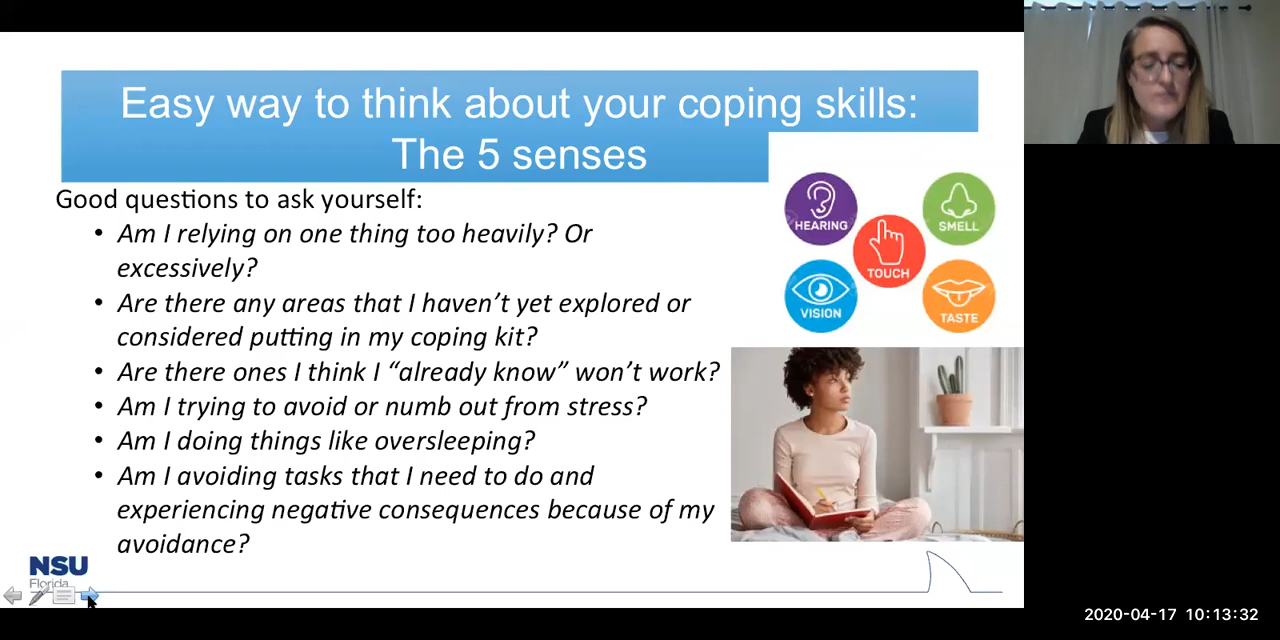 Easy way to think about your coping skills:
The 5 senses
Good questions to ask yourself:
• Am I relying on one thing too heavily? Or
excessively?
• Are there any areas that I haven't yet explored or
considered putting in my coping kit?
• Are there ones I think I “already know” won't work?
• Am I trying to avoid or numb out from stress?
• Am I doing things like oversleeping?
• Am I avoiding tasks that I need to do and
experiencing negative consequences because of my
avoidance?
HEARING
SMELL
TOUCH
VISION
TASTE
NSU
Florida
2020-04-17 10:13:32